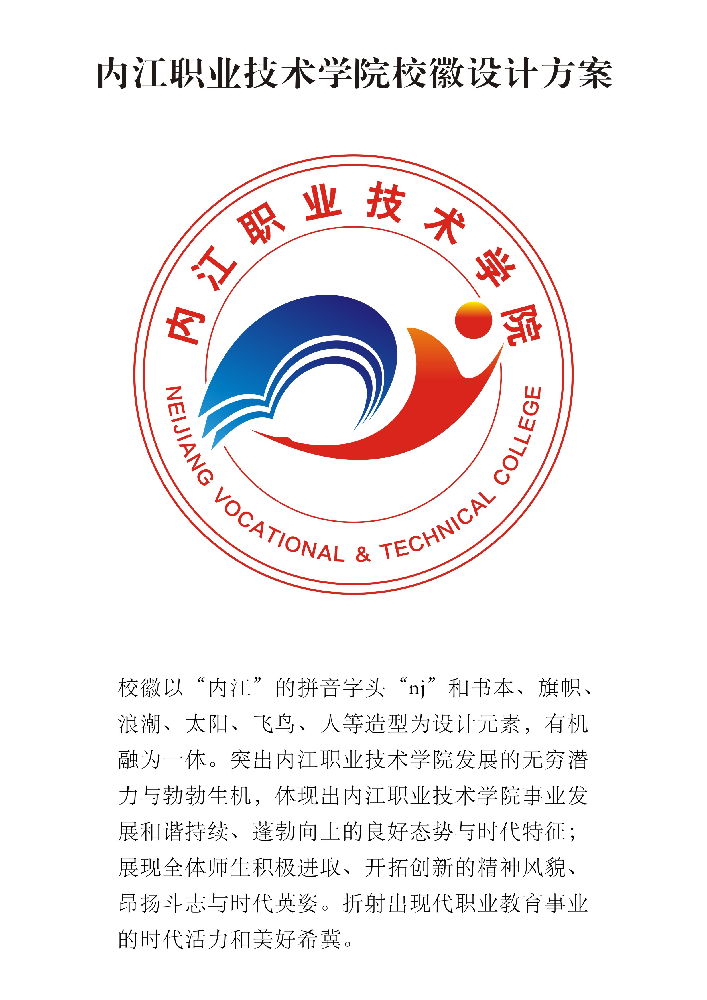 内江职业技术学院校徽设计方案
内江职业技术学院
NEIJIANG VOCATIONAL & TECHNICAL COLLEGE
校徽以“内江”的拼音字头“nj”和书本、旗帜、
浪潮、太阳、飞鸟、人等造型为设计元素，有机
融为一体。突出内江职业技术学院发展的无穷潜
力与勃勃生机，体现出内江职业技术学院事业发
展和谐持续、蓬勃向上的良好态势与时代特征；
展现全体师生积极进取、开拓创新的精神风貌、
昂扬斗志与时代英姿。折射出现代职业教育事业
的时代活力和美好希冀。